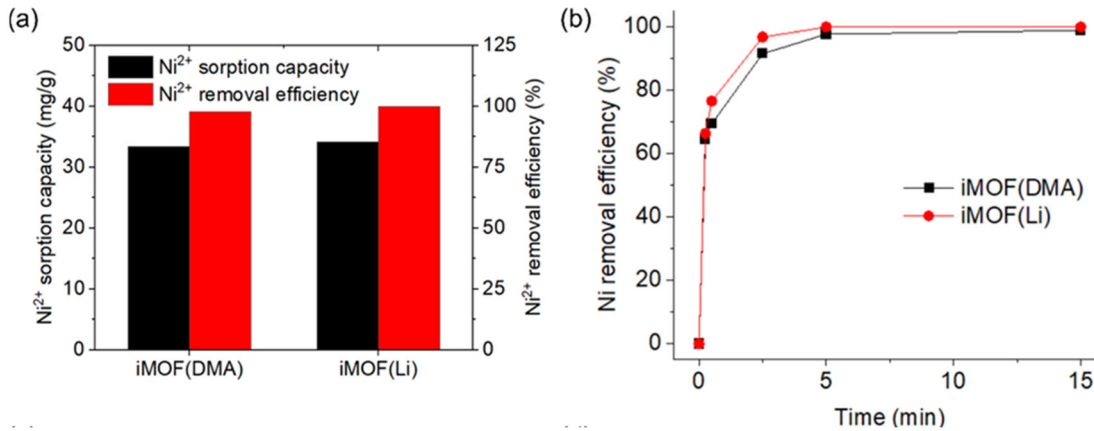 (a)
50
40
30
20
10
0
Ni²⁺ sorption capacity (mg/g)
Ni²⁺ sorption capacity
Ni²⁺ removal efficiency
125
100
75
50
25
0
Ni²⁺ removal efficiency (%)
iMOF(DMA) iMOF(Li)
(b)
100
80
60
40
20
0
Ni removal efficiency (%)
iMOF(DMA)
iMOF(Li)
0 5 10 15
Time (min)